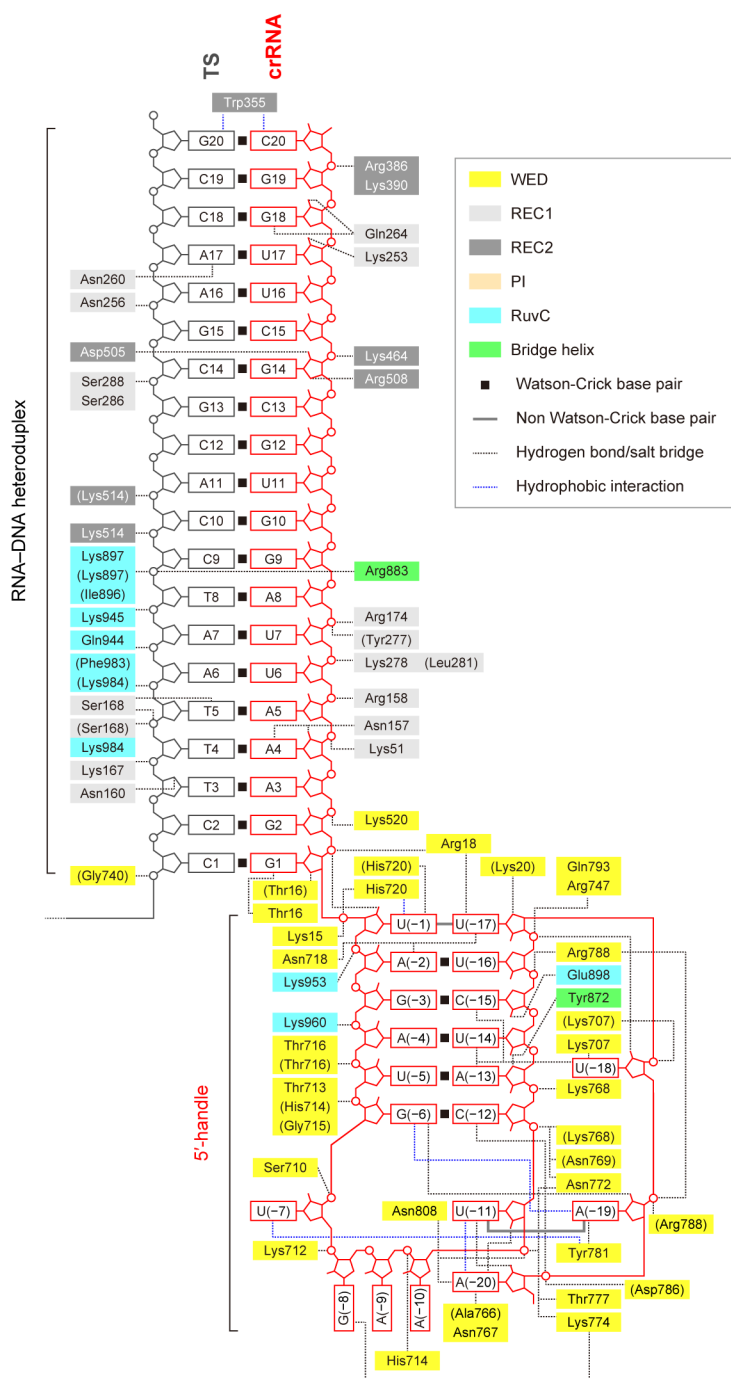 TS
crRNA
Trp355
G20
C20
C19
G19
Arg386
Lys390
C18
G18
Gln264
A17
U17
Lys253
Asn260
A16
U16
Asn256
G15
C15
Asp505
C14
G14
Lys464
Ser288
Arg508
Ser286
G13
C13
C12
G12
A11
U11
(Lys514)
C10
G10
Lys514
Lys897
C9
G9
(Lys897)
Arg883
(Ile896)
T8
A8
Lys945
Arg174
Gln944
A7
U7
(Tyr277)
(Phe983)
Lys278
(Leu281)
A6
U6
(Lys984)
Ser168
Arg158
T5
A5
(Ser168)
Asn157
Lys984
T4
A4
Lys51
Lys167
T3
A3
Asn160
C2
G2
Lys520
C1
G1
(Gly740)
RNA–DNA heteroduplex
WED
REC1
REC2
PI
RuvC
Bridge helix
Watson-Crick base pair
Non Watson-Crick base pair
Hydrogen bond/salt bridge
Hydrophobic interaction
Arg18
(His720)
(Lys20)
Gln793
Arg747
(Thr16)
His720
Thr16
U(−1)
U(−17)
Lys15
Asn718
A(−2)
U(−16)
Arg788
Lys953
Glu898
G(−3)
C(−15)
Tyr872
Lys960
(Lys707)
A(−4)
U(−14)
Thr716
Lys707
(Thr716)
U(−18)
U(−5)
A(−13)
Thr713
Lys768
(His714)
G(−6)
C(−12)
(Gly715)
(Lys768)
(Asn769)
Ser710
Asn772
U(−7)
Asn808
U(−11)
A(−19)
(Arg788)
Lys712
Tyr781
A(−20)
(Asp786)
G(−8)
A(−9)
A(−10)
(Ala766)
Thr777
Asn767
Lys774
His714
5′-handle